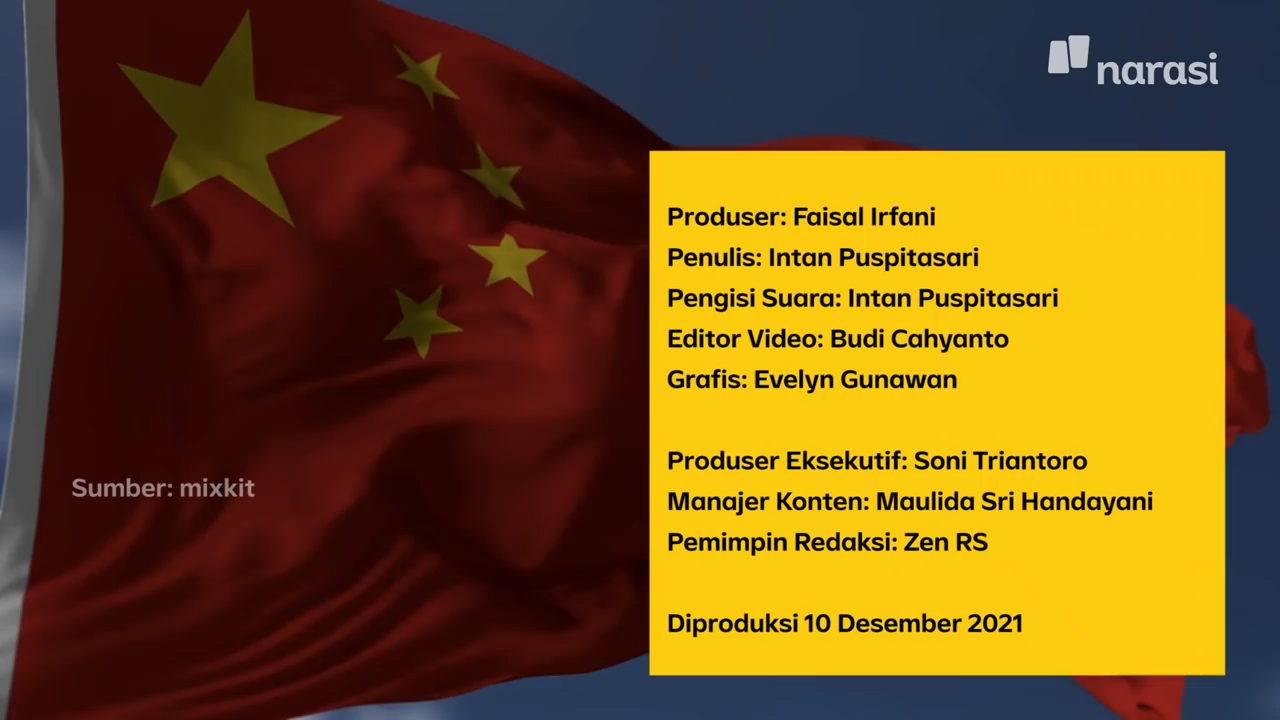 narasi
Produser: Faisal Irfani
Penulis: Intan Puspitasari
Pengisi Suara: Intan Puspitasari
Editor Video: Budi Cahyanto
Grafis: Evelyn Gunawan
Produser Eksekutif: Soni Triantoro
Manajer Konten: Maulida Sri Handayani
Pemimpin Redaksi: Zen RS
Diproduksi 10 Desember 2021
Sumber: mixkit